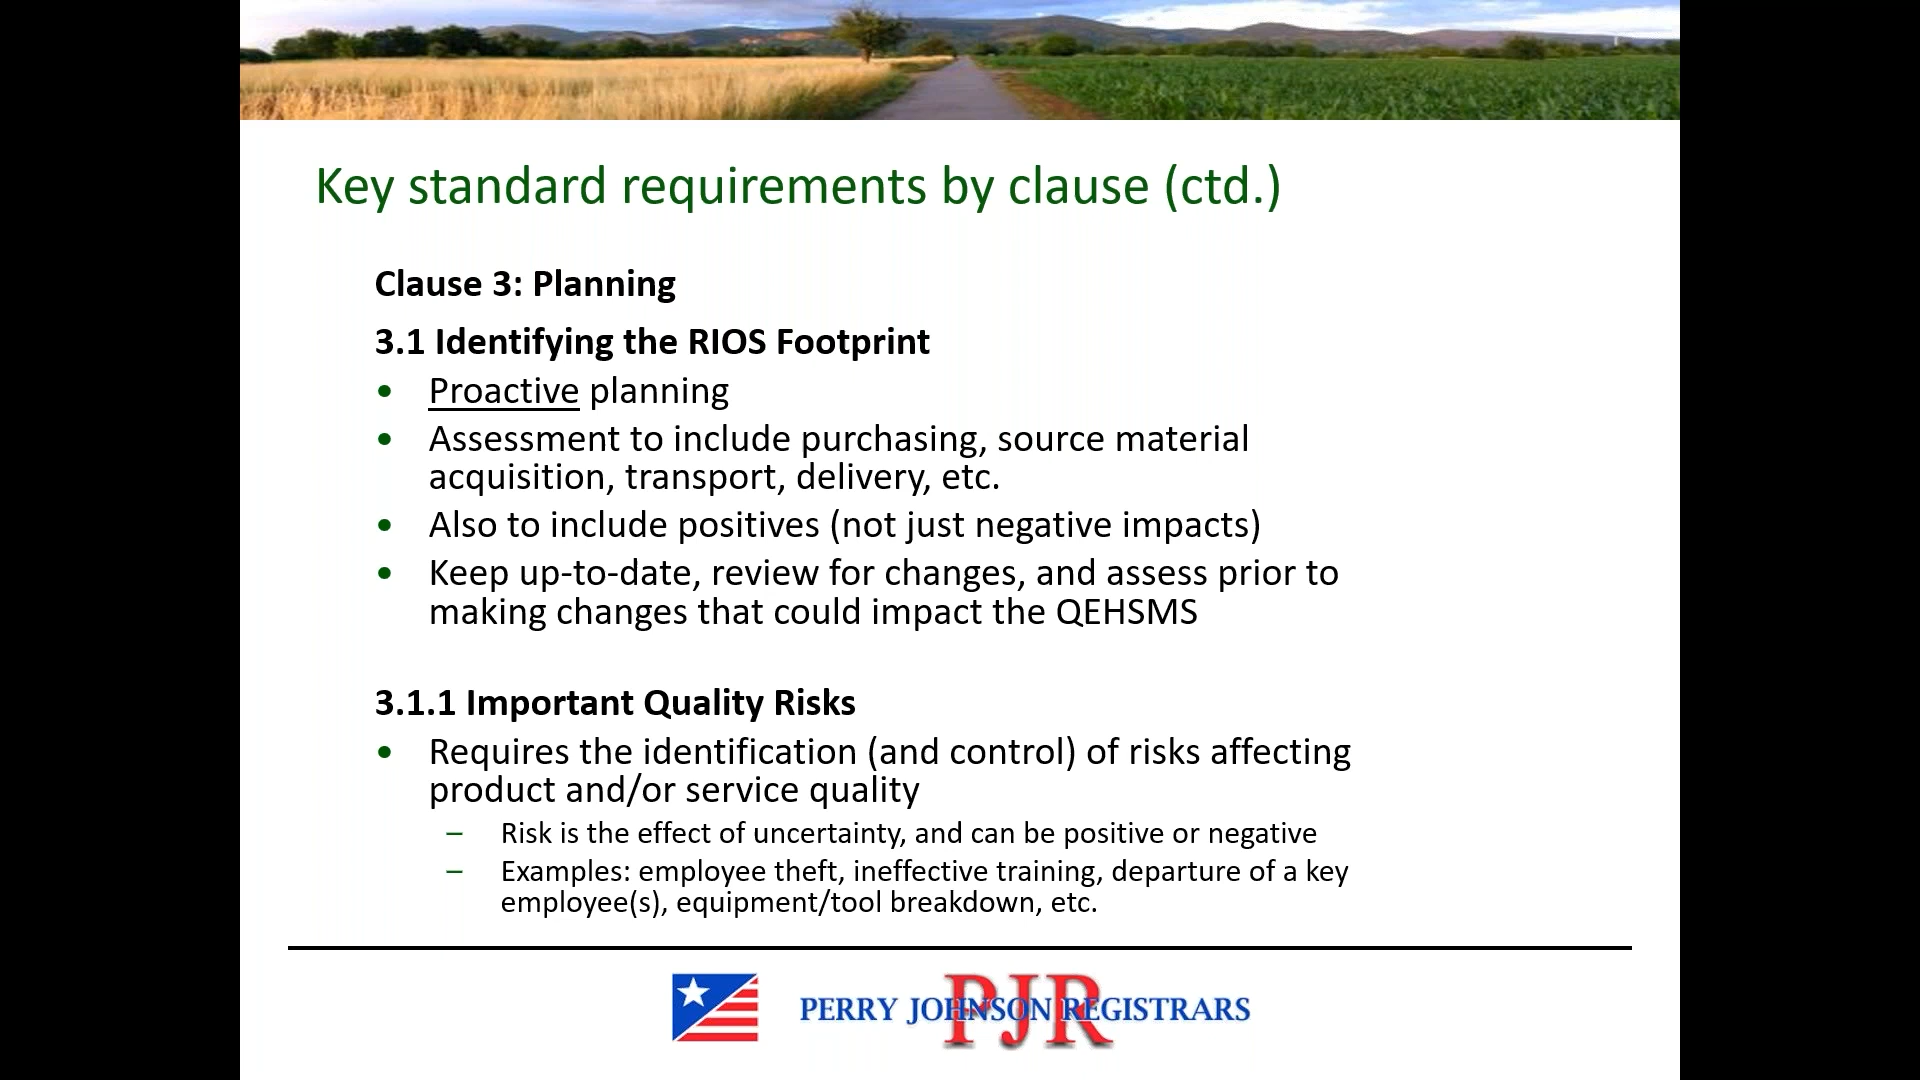 Key standard requirements by clause (ctd.)
Clause 3: Planning
3.1 Identifying the RIOS Footprint
• Proactive planning
• Assessment to include purchasing, source material
acquisition, transport, delivery, etc.
• Also to include positives (not just negative impacts)
• Keep up-to-date, review for changes, and assess prior to
making changes that could impact the QEHSMS
3.1.1 Important Quality Risks
• Requires the identification (and control) of risks affecting
product and/or service quality
– Risk is the effect of uncertainty, and can be positive or negative
– Examples: employee theft, ineffective training, departure of a key
employee(s), equipment/tool breakdown, etc.
PJR
PERRY JOHNSON REGISTRARS